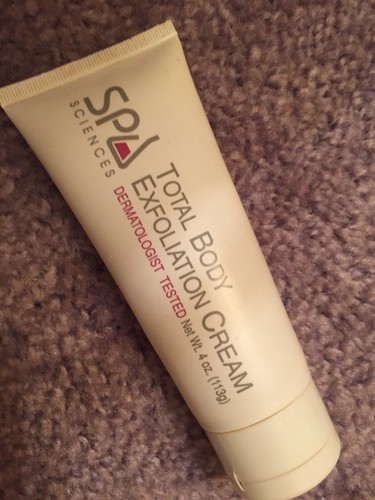 SPA
SCIENCES
TOTAL BODY
EXFOLIATION CREAM
DERMATOLOGIST TESTED Net Wt. 4 oz. (113g)